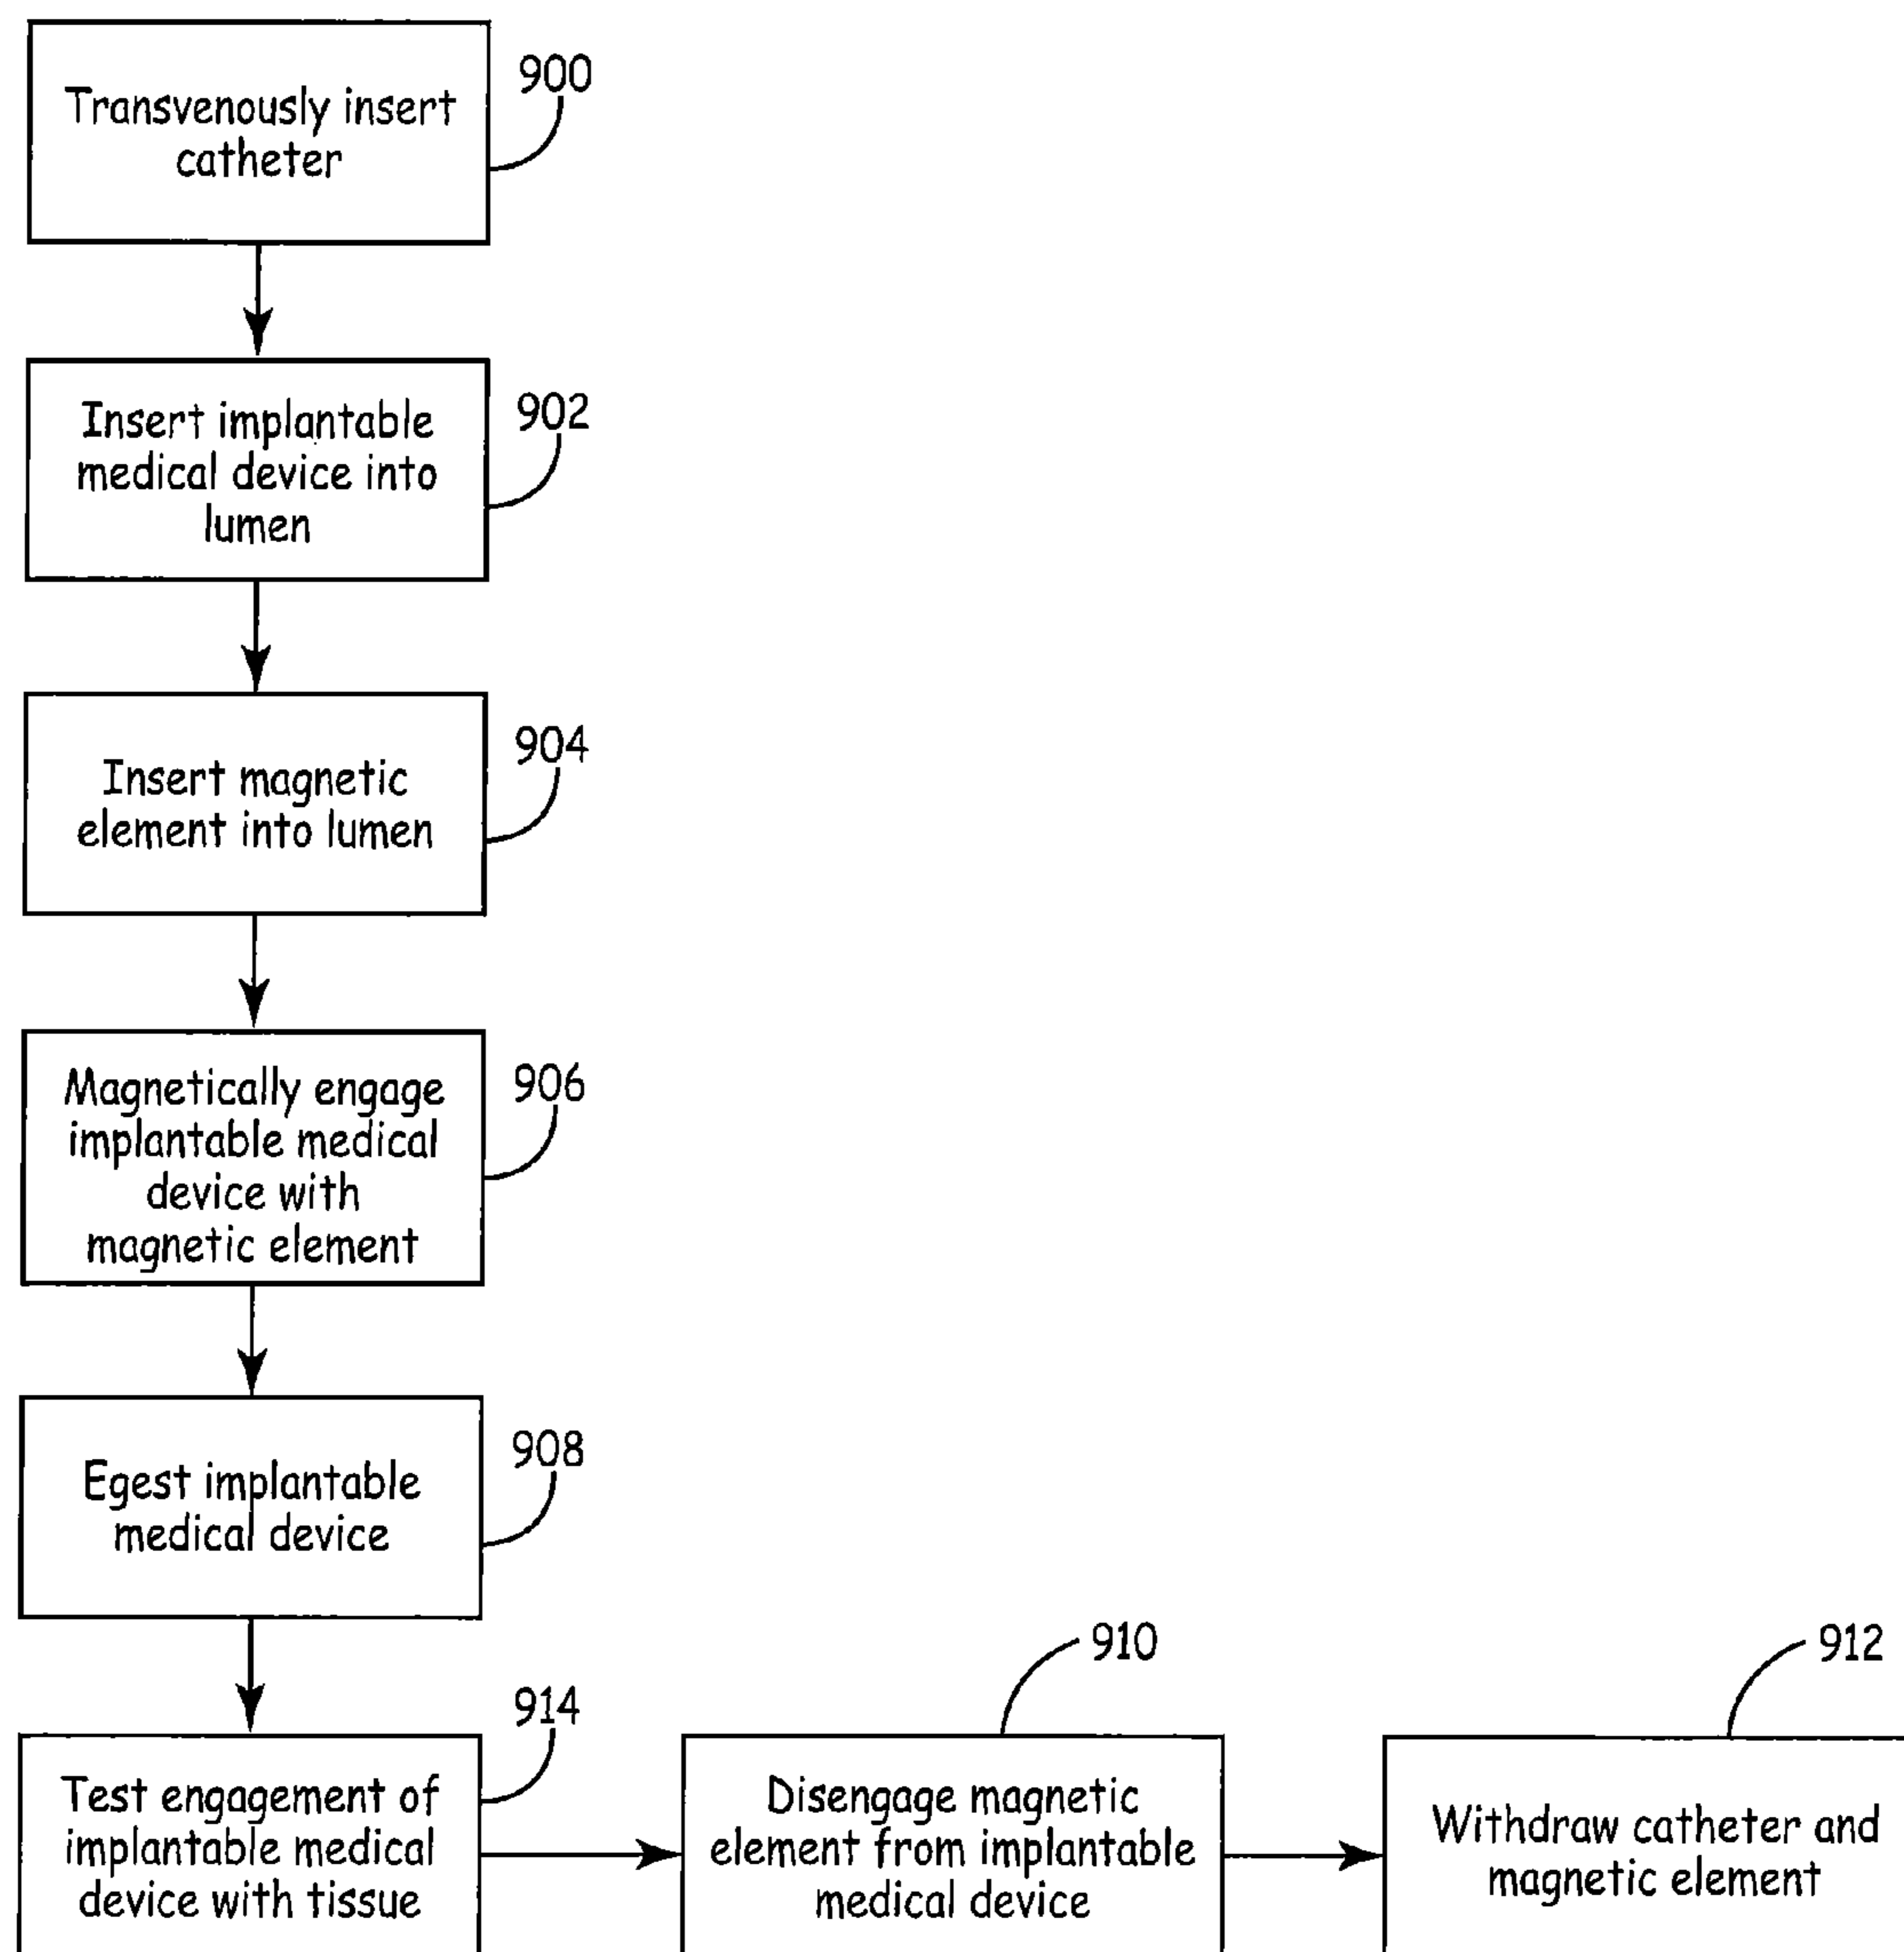 Transvenously insert
catheter
900
Insert implantable
medical device into
lumen
902
Insert magnetic
element into lumen
904
Magnetically engage
implantable medical
device with
magnetic element
906
Egest implantable
medical device
908
Test engagement of
implantable medical
device with tissue
914
Disengage magnetic
element from implantable
medical device
910
Withdraw catheter and
magnetic element
912